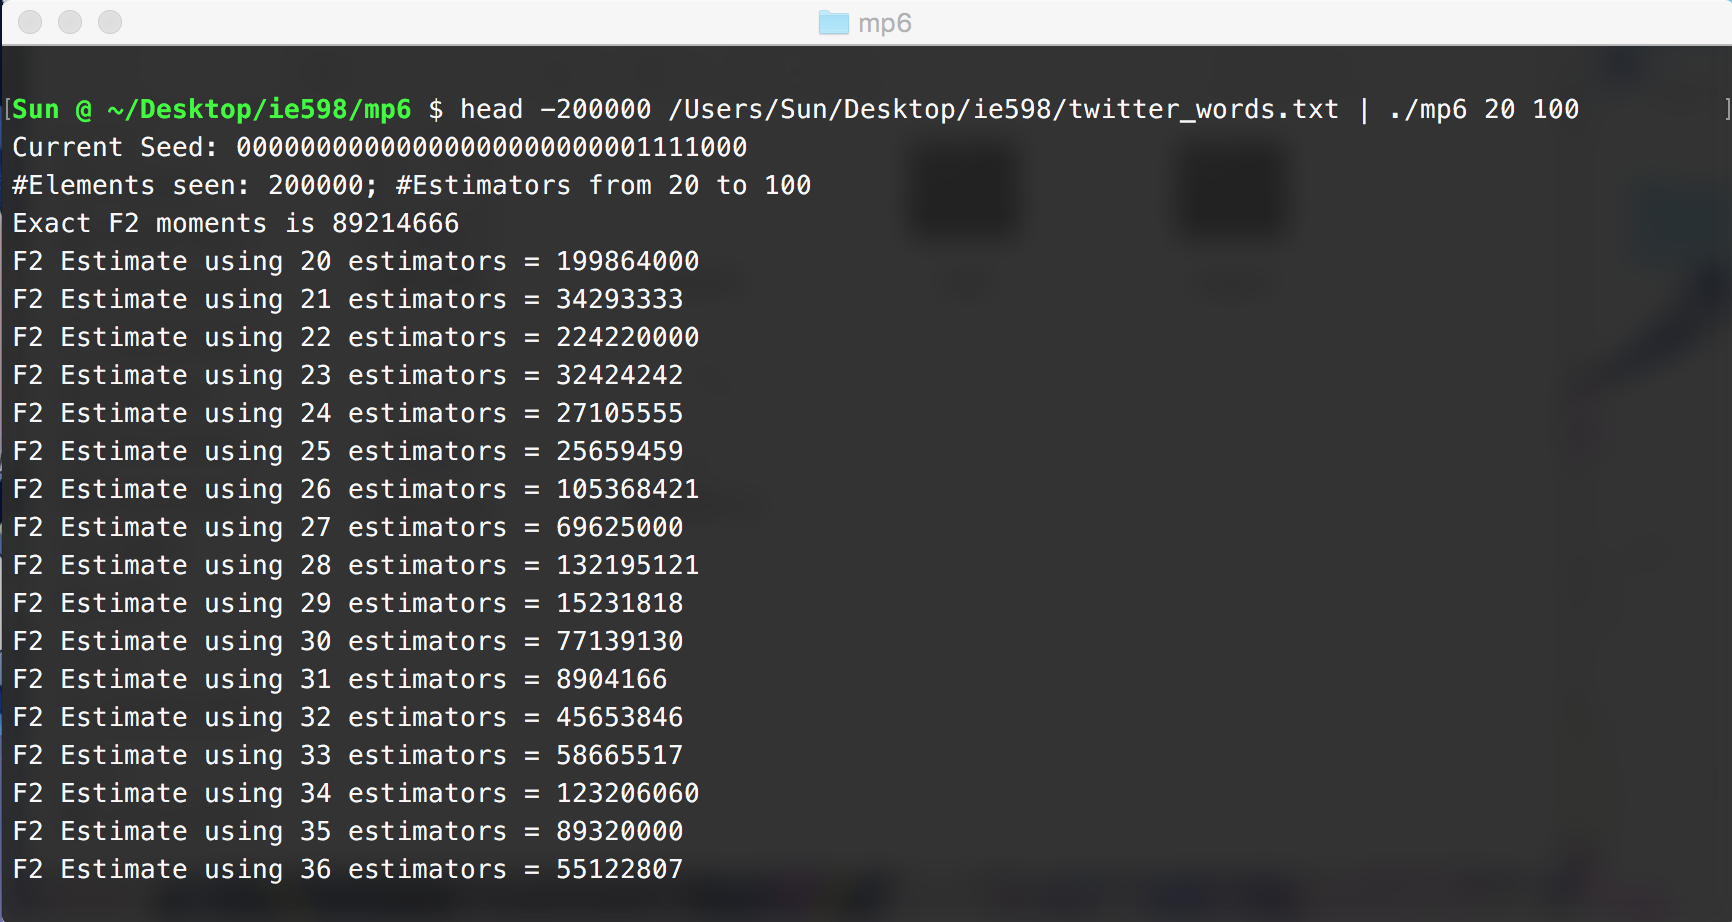 mp6
[Sun @ ~/Desktop/ie598/mp6 $ head -200000 /Users/Sun/Desktop/ie598/twitter_words.txt | ./mp6 20 100 ]
Current Seed: 00000000000000000000000001111000
#Elements seen: 200000; #Estimators from 20 to 100
Exact F2 moments is 89214666
F2 Estimate using 20 estimators = 199864000
F2 Estimate using 21 estimators = 34293333
F2 Estimate using 22 estimators = 224220000
F2 Estimate using 23 estimators = 32424242
F2 Estimate using 24 estimators = 27105555
F2 Estimate using 25 estimators = 25659459
F2 Estimate using 26 estimators = 105368421
F2 Estimate using 27 estimators = 69625000
F2 Estimate using 28 estimators = 132195121
F2 Estimate using 29 estimators = 15231818
F2 Estimate using 30 estimators = 77139130
F2 Estimate using 31 estimators = 8904166
F2 Estimate using 32 estimators = 45653846
F2 Estimate using 33 estimators = 58665517
F2 Estimate using 34 estimators = 123206060
F2 Estimate using 35 estimators = 89320000
F2 Estimate using 36 estimators = 55122807